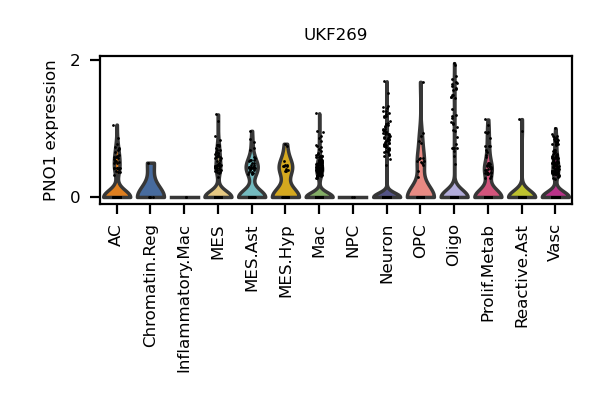 UKF269
PNO1 expression
2
0
AC
Chromatin.Reg
Inflammatory.Mac
MES
MES.Ast
MES.Hyp
Mac
NPC
Neuron
OPC
Oligo
Prolif.Metab
Reactive.Ast
Vasc